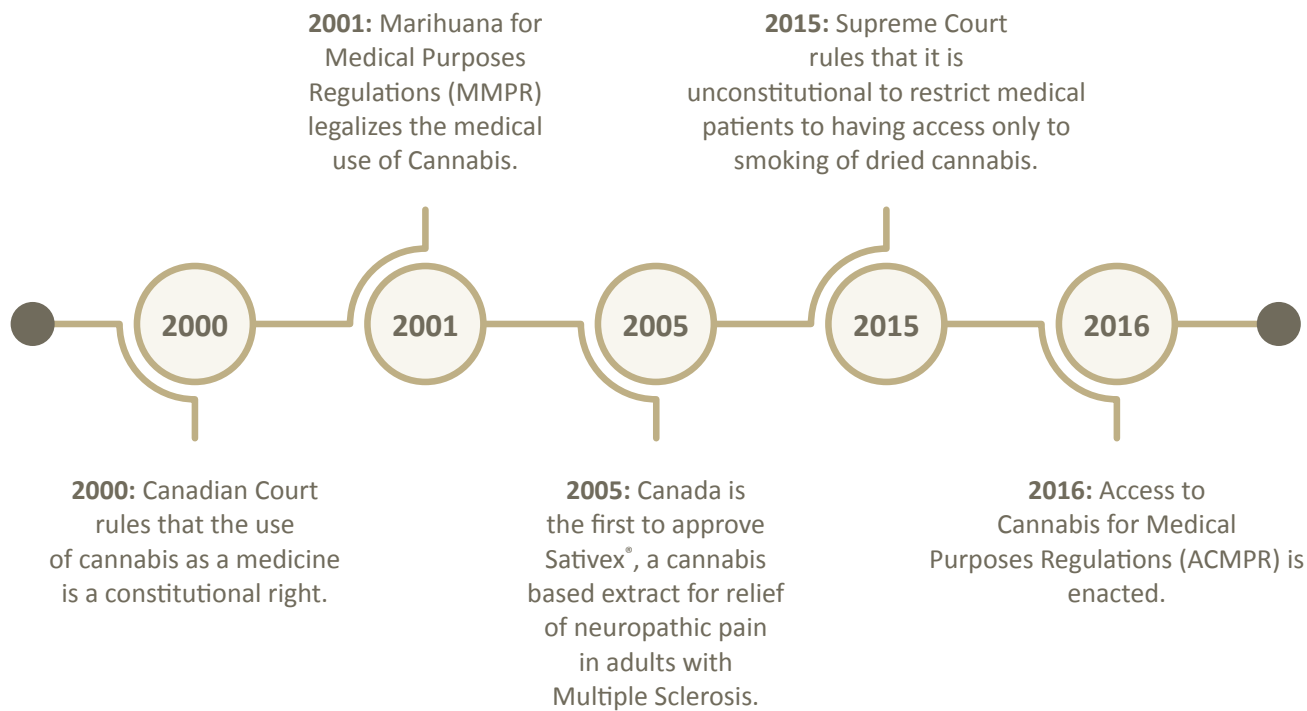 2001: Marihuana for
Medical Purposes
Regulations (MMPR)
legalizes the medical
use of Cannabis.
2015: Supreme Court
rules that it is
unconstitutional to restrict medical
patients to having access only to
smoking of dried cannabis.
2000
2001
2005
2015
2016
2000: Canadian Court
rules that the use
of cannabis as a medicine
is a constitutional right.
2005: Canada is
the first to approve
Sativex®, a cannabis
based extract for relief
of neuropathic pain
in adults with
Multiple Sclerosis.
2016: Access to
Cannabis for Medical
Purposes Regulations (ACMPR) is
enacted.